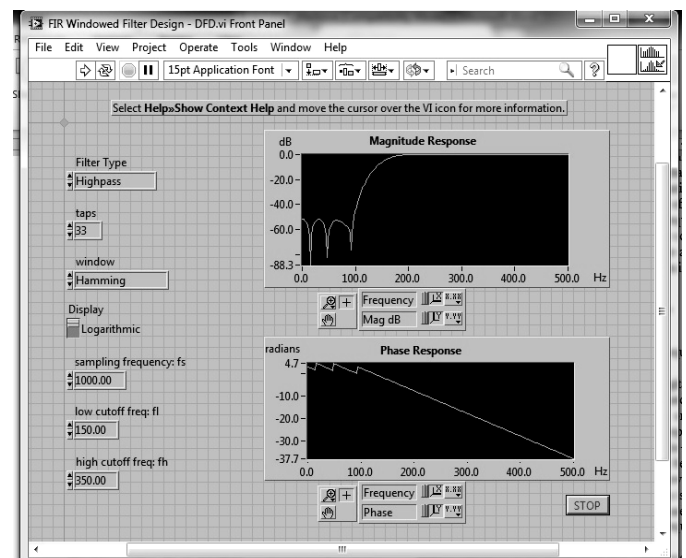 FIR Windowed Filter Design - DFD.vi Front Panel
File Edit View Project Operate Tools Window Help
15pt Application Font Search
Select Help»Show Context Help and move the cursor over the VI icon for more information.
Filter Type
Highpass
taps
33
window
Hamming
Display
Logarithmic
sampling frequency: fs
1000.00
low cutoff freq: fl
150.00
high cutoff freq: fh
350.00
dB Magnitude Response
0.0
-20.0
-40.0
-60.0
-88.3
0.0 100.0 200.0 300.0 400.0 500.0 Hz
Frequency
Mag dB
radians Phase Response
4.7
-10.0
-20.0
-30.0
-37.7
0.0 100.0 200.0 300.0 400.0 500.0 Hz
Frequency
Phase
STOP